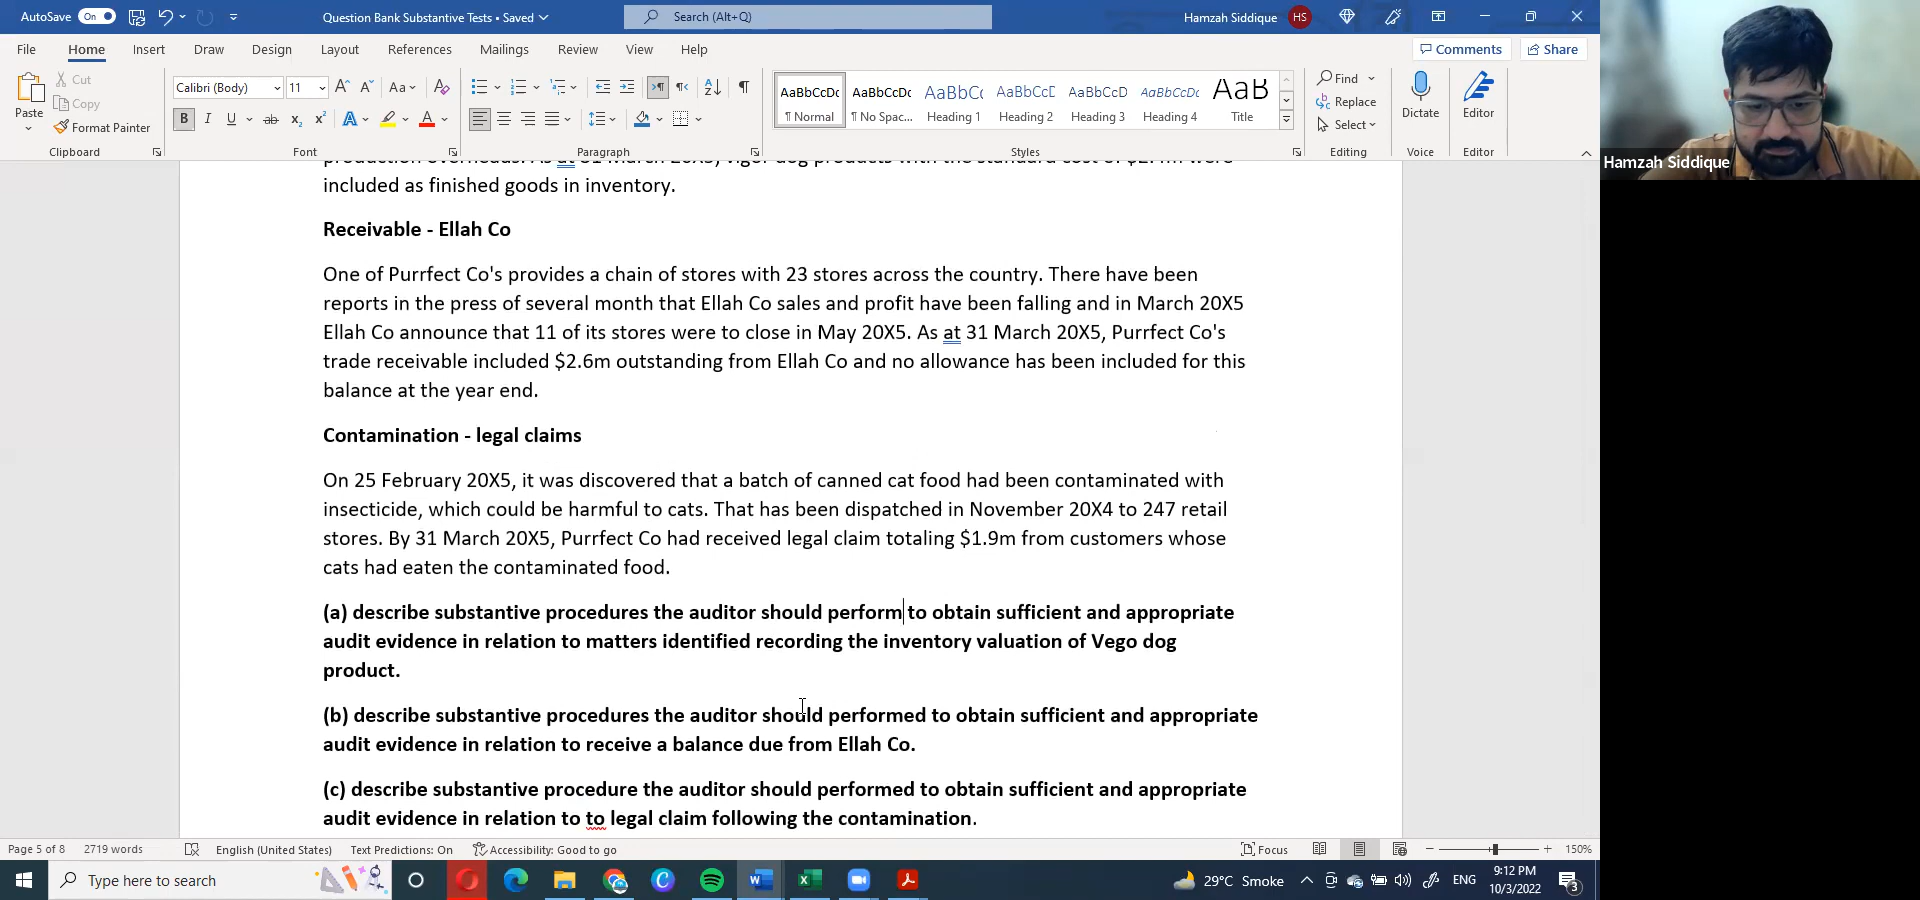 AutoSave On Question Bank Substantive Tests • Saved Search (Alt+Q) Hamzah Siddique HS
File Home Insert Draw Design Layout References Mailings Review View Help Comments Share
Paste Cut Copy Format Painter
Calibri (Body) 11
AaBbCcDc ¶ Normal AaBbCcDc ¶ No Spac... AaBbC Heading 1 AaBbCcD Heading 2 AaBbCcD Heading 3 AaBbCcDc Heading 4 AaB Title
Find Replace Select Dictate Editor
Clipboard Font Paragraph Styles Editing Voice Editor
Hamzah Siddique
included as finished goods in inventory.
Receivable - Ellah Co
One of Purrfect Co's provides a chain of stores with 23 stores across the country. There have been
reports in the press of several month that Ellah Co sales and profit have been falling and in March 20X5
Ellah Co announce that 11 of its stores were to close in May 20X5. As at 31 March 20X5, Purrfect Co's
trade receivable included $2.6m outstanding from Ellah Co and no allowance has been included for this
balance at the year end.
Contamination - legal claims
On 25 February 20X5, it was discovered that a batch of canned cat food had been contaminated with
insecticide, which could be harmful to cats. That has been dispatched in November 20X4 to 247 retail
stores. By 31 March 20X5, Purrfect Co had received legal claim totaling $1.9m from customers whose
cats had eaten the contaminated food.
(a) describe substantive procedures the auditor should perform to obtain sufficient and appropriate
audit evidence in relation to matters identified recording the inventory valuation of Vego dog
product.
(b) describe substantive procedures the auditor should performed to obtain sufficient and appropriate
audit evidence in relation to receive a balance due from Ellah Co.
(c) describe substantive procedure the auditor should performed to obtain sufficient and appropriate
audit evidence in relation to to legal claim following the contamination.
Page 5 of 8 2719 words English (United States) Text Predictions: On Accessibility: Good to go Focus 150%
Type here to search 29°C Smoke ENG 9:12 PM 10/3/2022 3